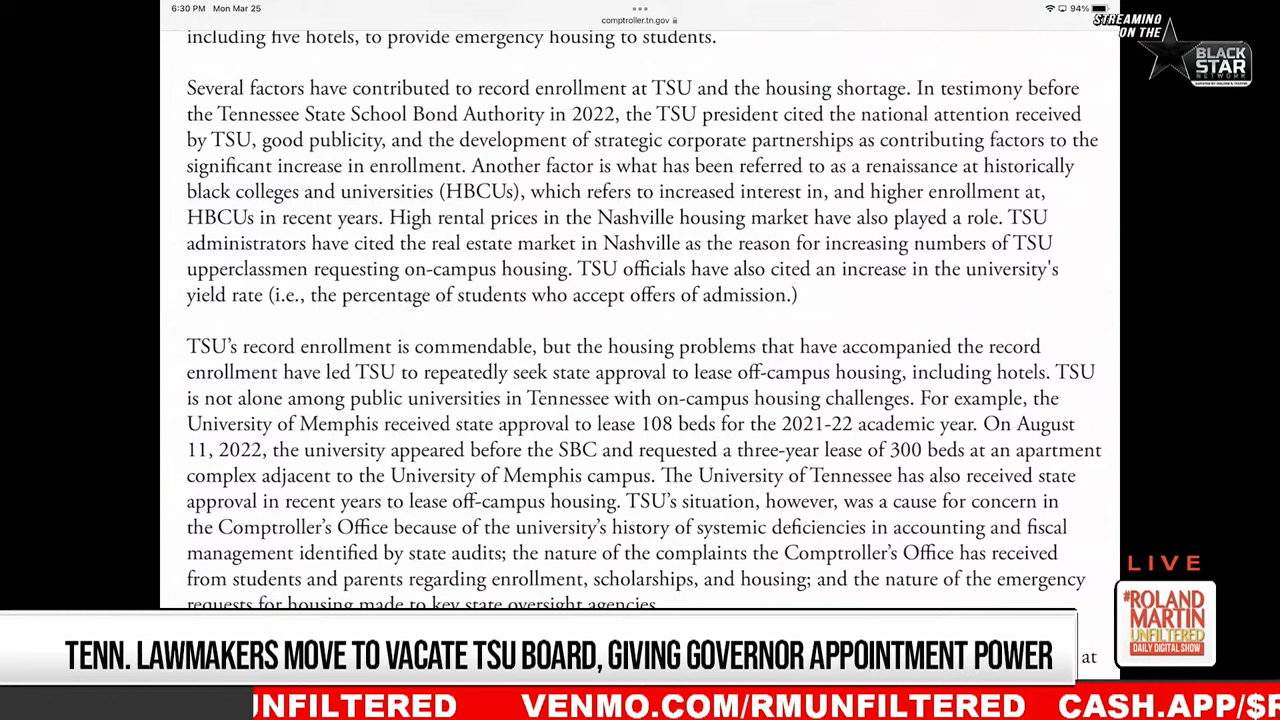 6:30 PM Mon Mar 25
comptroller.tn.gov
94%
STREAMING
ON THE
BLACK
STAR
NETWORK
including five hotels, to provide emergency housing to students.
Several factors have contributed to record enrollment at TSU and the housing shortage. In testimony before
the Tennessee State School Bond Authority in 2022, the TSU president cited the national attention received
by TSU, good publicity, and the development of strategic corporate partnerships as contributing factors to the
significant increase in enrollment. Another factor is what has been referred to as a renaissance at historically
black colleges and universities (HBCUs), which refers to increased interest in, and higher enrollment at,
HBCUs in recent years. High rental prices in the Nashville housing market have also played a role. TSU
administrators have cited the real estate market in Nashville as the reason for increasing numbers of TSU
upperclassmen requesting on-campus housing. TSU officials have also cited an increase in the university's
yield rate (i.e., the percentage of students who accept offers of admission.)
TSU's record enrollment is commendable, but the housing problems that have accompanied the record
enrollment have led TSU to repeatedly seek state approval to lease off-campus housing, including hotels. TSU
is not alone among public universities in Tennessee with on-campus housing challenges. For example, the
University of Memphis received state approval to lease 108 beds for the 2021-22 academic year. On August
11, 2022, the university appeared before the SBC and requested a three-year lease of 300 beds at an apartment
complex adjacent to the University of Memphis campus. The University of Tennessee has also received state
approval in recent years to lease off-campus housing. TSU's situation, however, was a cause for concern in
the Comptroller's Office because of the university's history of systemic deficiencies in accounting and fiscal
management identified by state audits; the nature of the complaints the Comptroller's Office has received
from students and parents regarding enrollment, scholarships, and housing; and the nature of the emergency
requests for housing made to key state oversight agencies.
at
LIVE
#ROLAND
MARTIN
UNFILTERED
DAILY DIGITAL SHOW
TENN. LAWMAKERS MOVE TO VACATE TSU BOARD, GIVING GOVERNOR APPOINTMENT POWER
NFILTERED VENMO.COM/RMUNFILTERED CASH.APP/$R